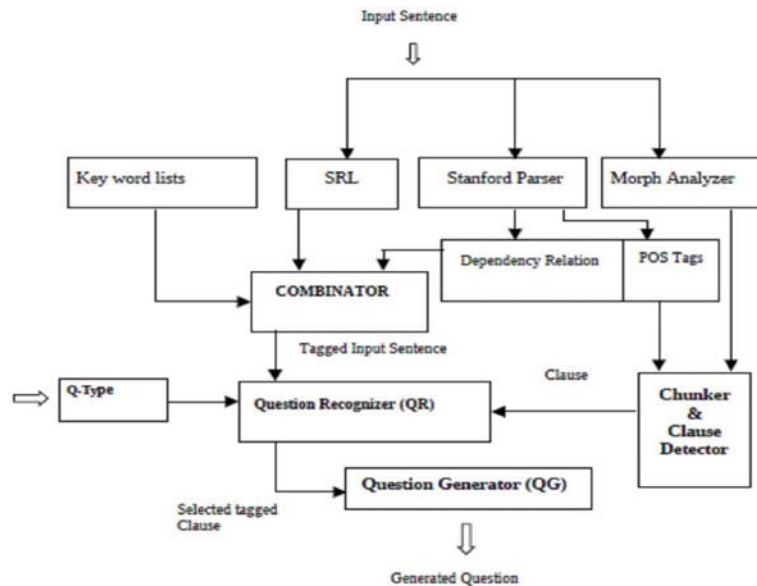 Input Sentence
Key word lists
SRL
Stanford Parser
Morph Analyzer
Dependency Relation
POS Tags
COMBINATOR
Tagged Input Sentence
Clause
Q-Type
Question Recognizer (QR)
Chunker
&
Clause
Detector
Question Generator (QG)
Selected tagged
Clause
Generated Question